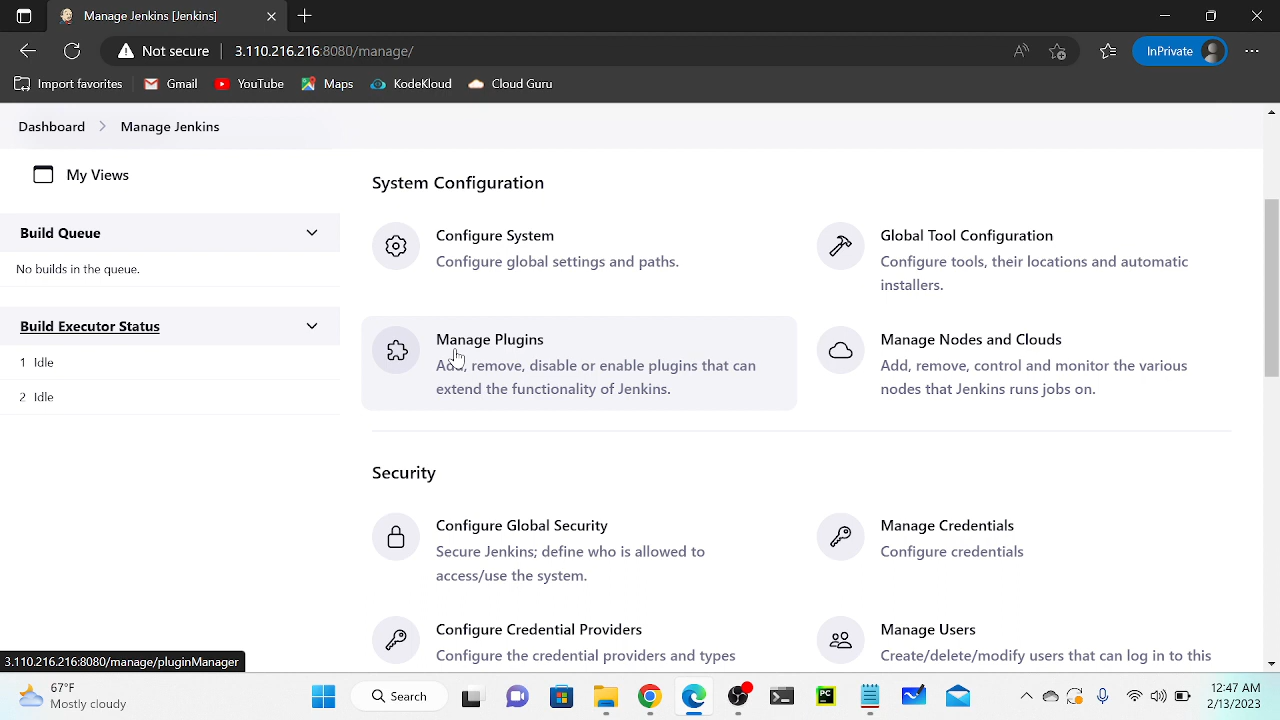 Not secure
3.110.216.216:8080/manage/
InPrivate
Import favorites
Gmail
YouTube
Maps
KodeKloud
Cloud Guru
Dashboard
Manage Jenkins
My Views
Build Queue
No builds in the queue.
Build Executor Status
1 Idle
2 Idle
System Configuration
Configure System
Configure global settings and paths.
Global Tool Configuration
Configure tools, their locations and automatic
installers.
Manage Plugins
Add, remove, disable or enable plugins that can
extend the functionality of Jenkins.
Manage Nodes and Clouds
Add, remove, control and monitor the various
nodes that Jenkins runs jobs on.
Security
Configure Global Security
Secure Jenkins; define who is allowed to
access/use the system.
Manage Credentials
Configure credentials
Configure Credential Providers
Configure the credential providers and types
Manage Users
Create/delete/modify users that can log in to this
3.110.216.216:8080/manage/pluginManager
67°F
Mostly cloudy
Search
PC
12:47 AM
2/13/2023